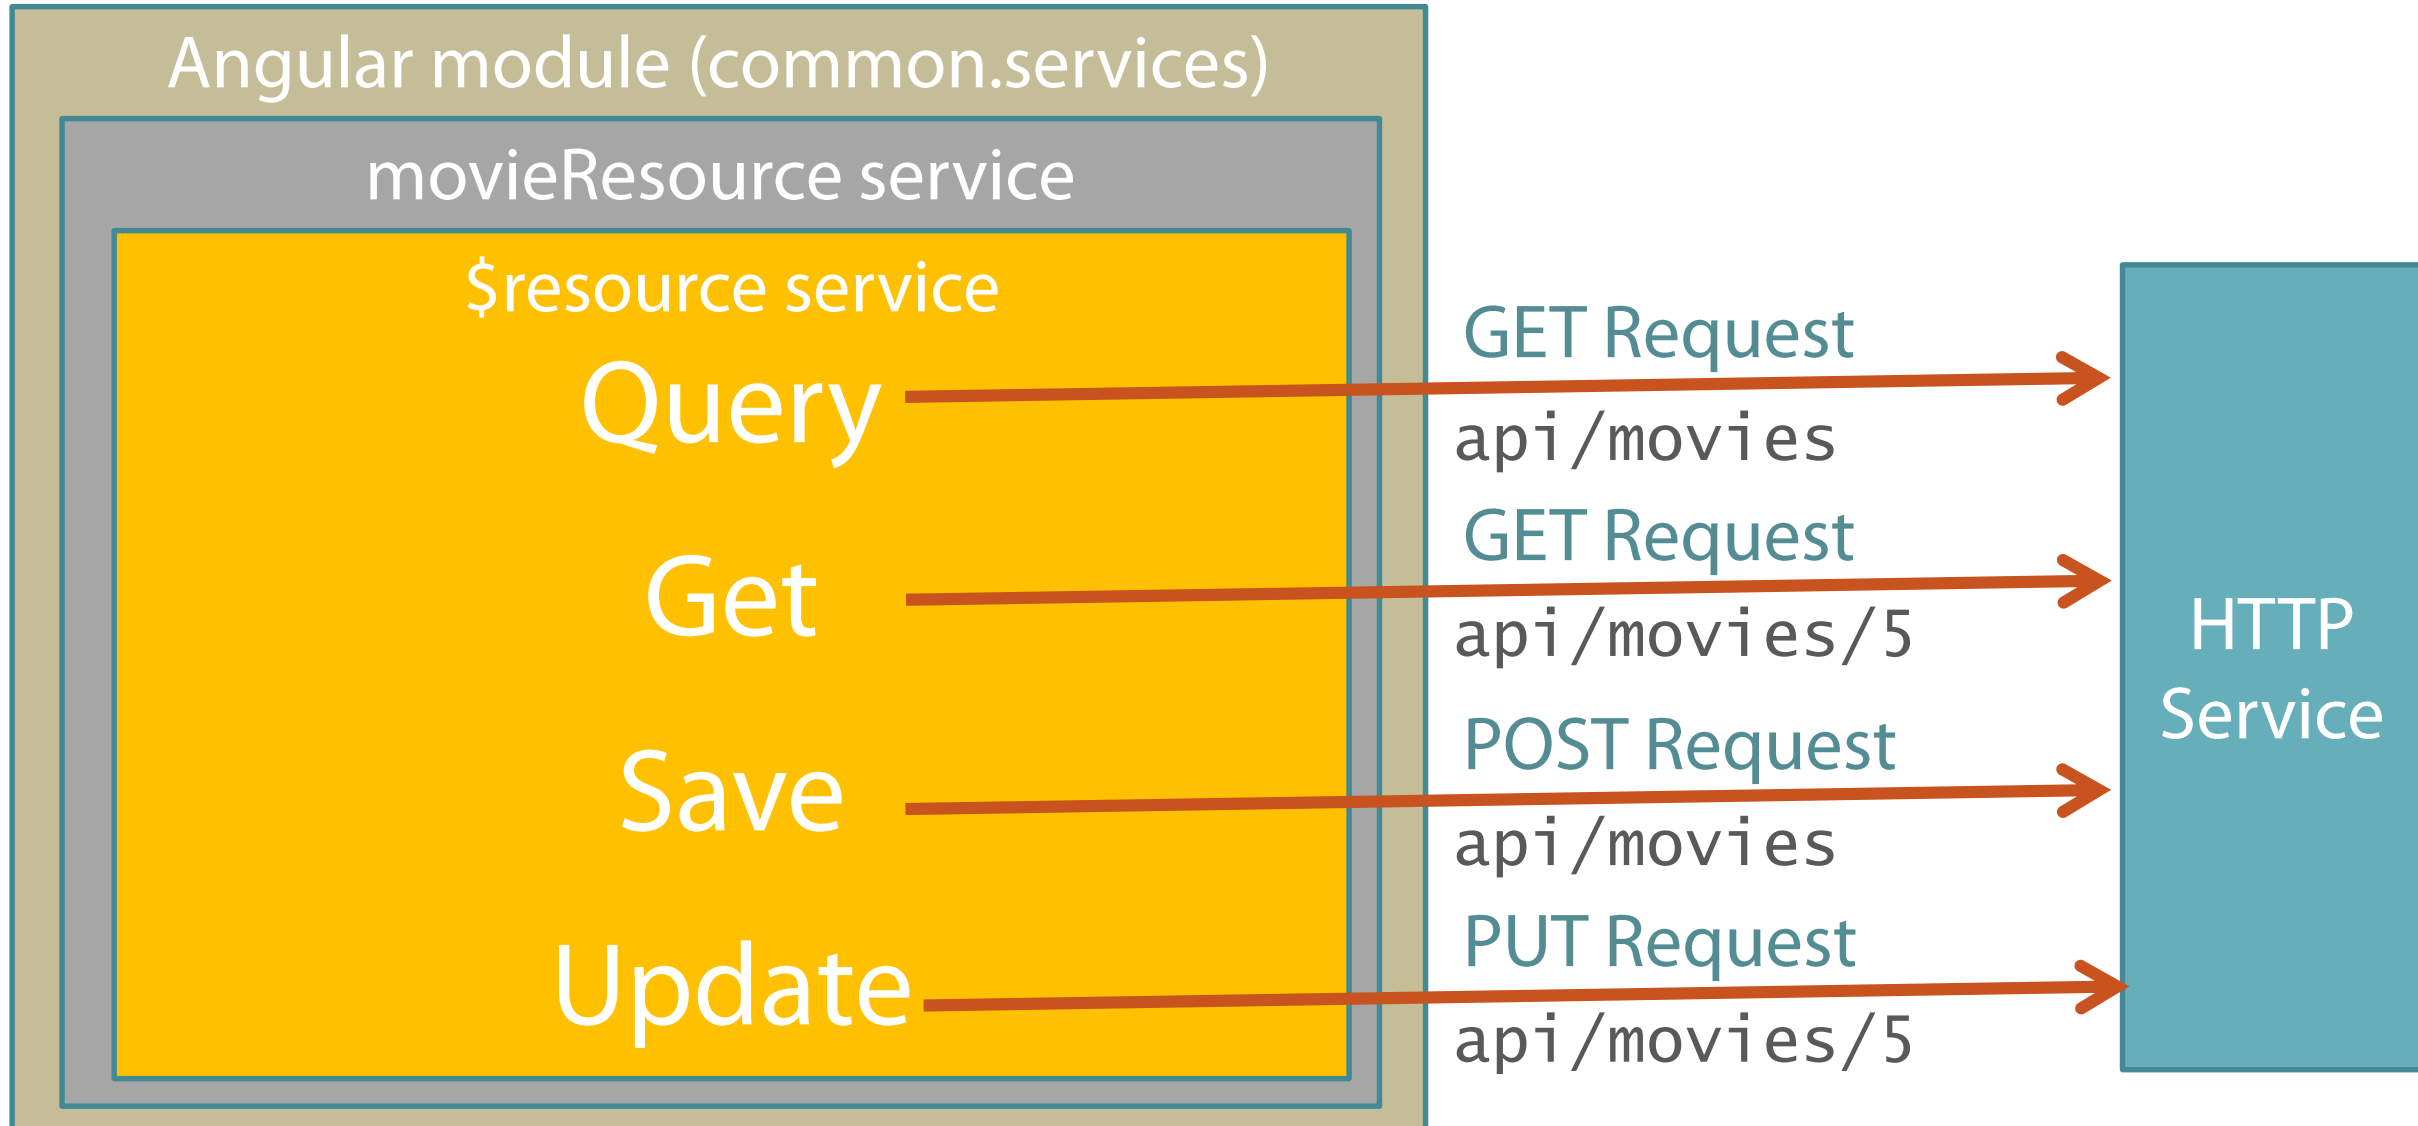 Angular module (common.services)
movieResource service
$resource service
Query
GET Request
api/movies
Get
GET Request
api/movies/5
Save
POST Request
api/movies
Update
PUT Request
api/movies/5
HTTP
Service